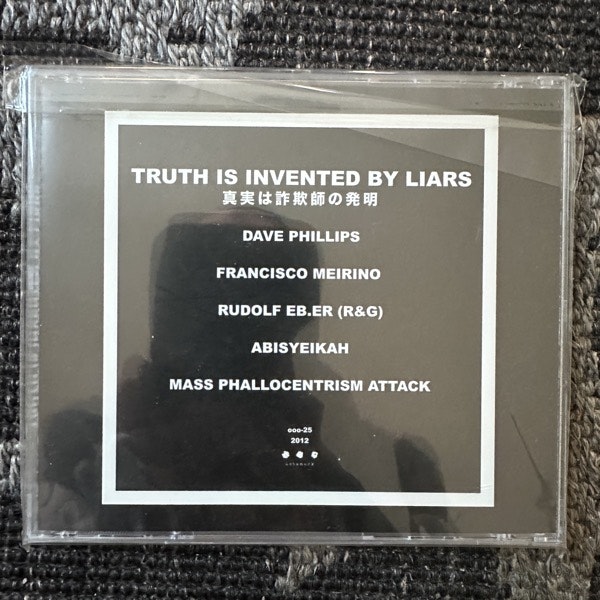 TRUTH IS INVENTED BY LIARS
真実は詐欺師の発明
DAVE PHILLIPS
FRANCISCO MEIRINO
RUDOLF EB.ER (R&G)
ABISYEIKAH
MASS PHALLOCENTRISM ATTACK
ooo-25
2012